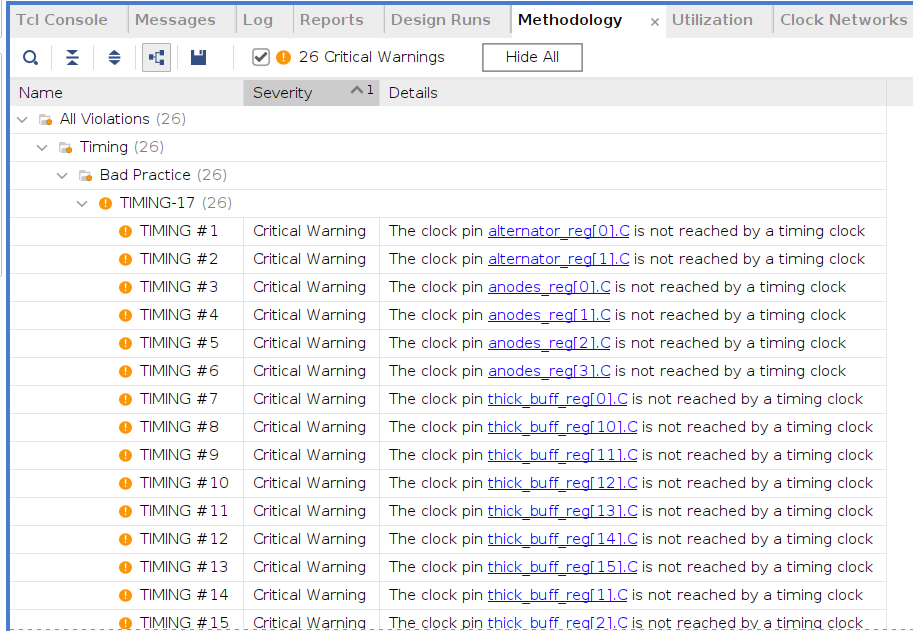 Tcl Console Messages Log Reports Design Runs Methodology × Utilization Clock Networks
26 Critical Warnings Hide All
Name Severity 1 Details
All Violations (26)
Timing (26)
Bad Practice (26)
TIMING-17 (26)
TIMING #1 Critical Warning The clock pin alternator_reg[0].C is not reached by a timing clock
TIMING #2 Critical Warning The clock pin alternator_reg[1].C is not reached by a timing clock
TIMING #3 Critical Warning The clock pin anodes_reg[0].C is not reached by a timing clock
TIMING #4 Critical Warning The clock pin anodes_reg[1].C is not reached by a timing clock
TIMING #5 Critical Warning The clock pin anodes_reg[2].C is not reached by a timing clock
TIMING #6 Critical Warning The clock pin anodes_reg[3].C is not reached by a timing clock
TIMING #7 Critical Warning The clock pin thick_buff_reg[0].C is not reached by a timing clock
TIMING #8 Critical Warning The clock pin thick_buff_reg[10].C is not reached by a timing clock
TIMING #9 Critical Warning The clock pin thick_buff_reg[11].C is not reached by a timing clock
TIMING #10 Critical Warning The clock pin thick_buff_reg[12].C is not reached by a timing clock
TIMING #11 Critical Warning The clock pin thick_buff_reg[13].C is not reached by a timing clock
TIMING #12 Critical Warning The clock pin thick_buff_reg[14].C is not reached by a timing clock
TIMING #13 Critical Warning The clock pin thick_buff_reg[15].C is not reached by a timing clock
TIMING #14 Critical Warning The clock pin thick_buff_reg[1].C is not reached by a timing clock
TIMING #15 Critical Warning The clock pin thick_buff_reg[2].C is not reached by a timing clock